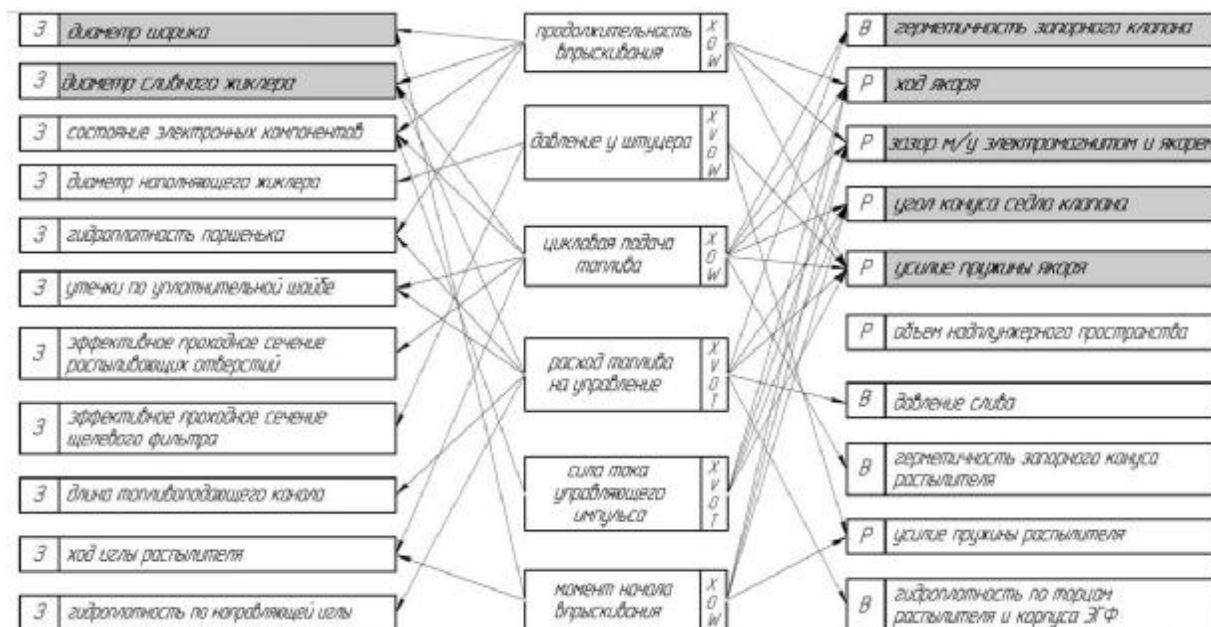 З диаметр шарика
З диаметр сливного жиклера
З состояние электронных компонентов
З диаметр наполняющего жиклера
З гидроплотность поршенька
З утечки по уплотнительной шайбе
З эффективное проходное сечение
распыливающих отверстий
З эффективное проходное сечение
щелевого фильтра
З длина топливоподающего канала
З ход иглы распылителя
З гидроплотность по направляющей иглы
продолжительность
впрыскивания
X
O
W
давление у штуцера
X
V
O
W
цикловая подача
топлива
X
O
W
расход топлива
на управление
X
V
O
T
сила тока
управляющего
импульса
X
V
O
T
момент начала
впрыскивания
X
O
W
В герметичность запорного клапана
Р ход якоря
Р зазор м/у электромагнитом и якорем
Р угол конуса седла клапана
Р усилие пружины якоря
Р объем надплунжерного пространства
В давление слива
В герметичность запорного конуса
распылителя
Р усилие пружины распылителя
В гидроплотность по торцам
распылителя и корпуса ЭГФ